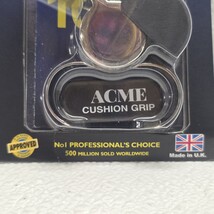 ACME
CUSHION GRIP
APPROVED
No1 PROFESSIONAL'S CHOICE
500 MILLION SOLD WORLDWIDE
Made in U.K.